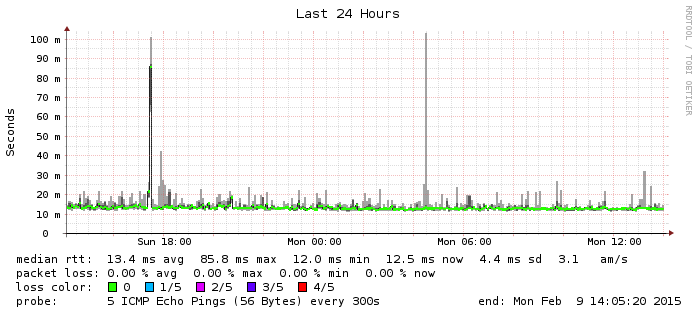 Last 24 Hours
RRDTOOL / TOBI OETIKER
Seconds
100 m
90 m
80 m
70 m
60 m
50 m
40 m
30 m
20 m
10 m
0
Sun 18:00 Mon 00:00 Mon 06:00 Mon 12:00
median rtt: 13.4 ms avg 85.8 ms max 12.0 ms min 12.5 ms now 4.4 ms sd 3.1 am/s
packet loss: 0.00 % avg 0.00 % max 0.00 % min 0.00 % now
loss color: 0 1/5 2/5 3/5 4/5
probe: 5 ICMP Echo Pings (56 Bytes) every 300s end: Mon Feb 9 14:05:20 2015